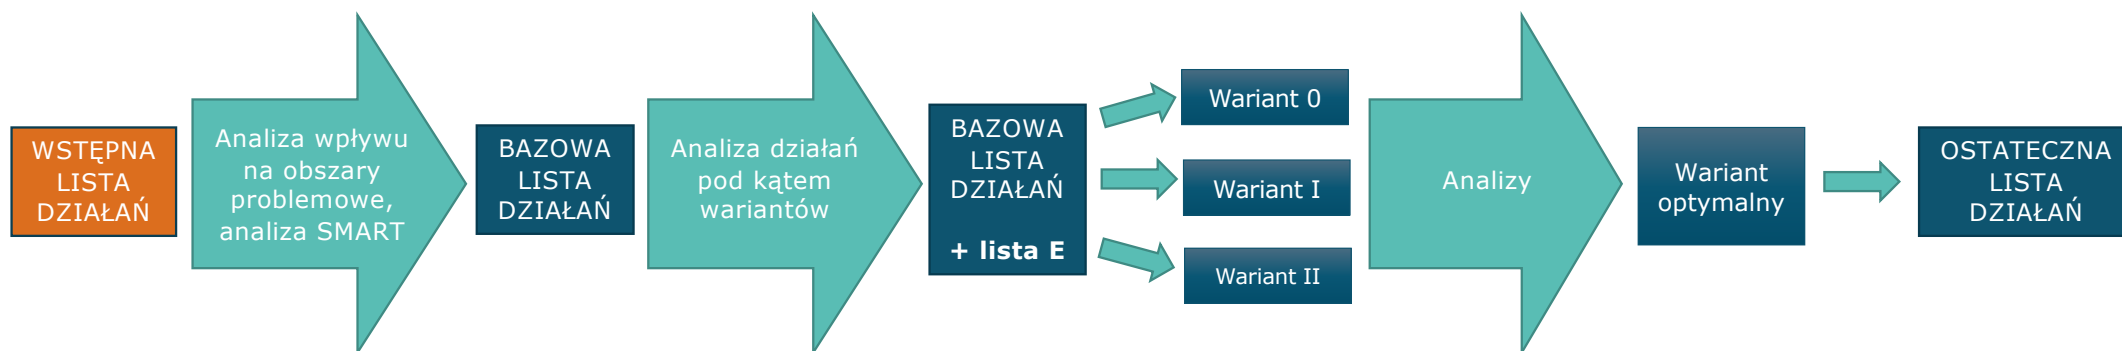 WSTĘPNA
LISTA
DZIAŁAŃ
Analiza wpływu
na obszary
problemowe,
analiza SMART
BAZOWA
LISTA
DZIAŁAŃ
Analiza działań
pod kątem
wariantów
BAZOWA
LISTA
DZIAŁAŃ
+ lista E
Wariant 0
Wariant I
Wariant II
Analizy
Wariant
optymalny
OSTATECZNA
LISTA
DZIAŁAŃ